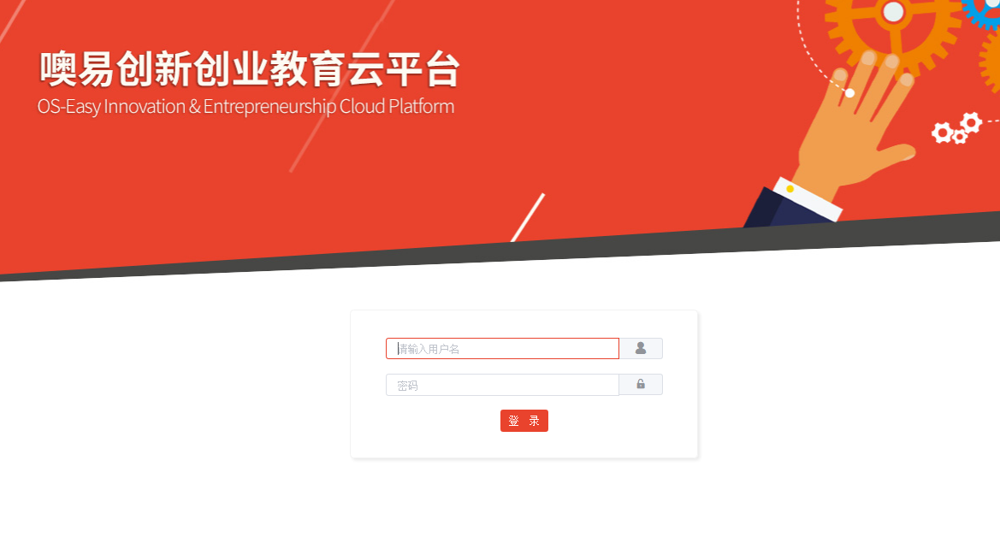 噢易创新创业教育云平台
OS-Easy Innovation & Entrepreneurship Cloud Platform
请输入用户名
密码
登 录